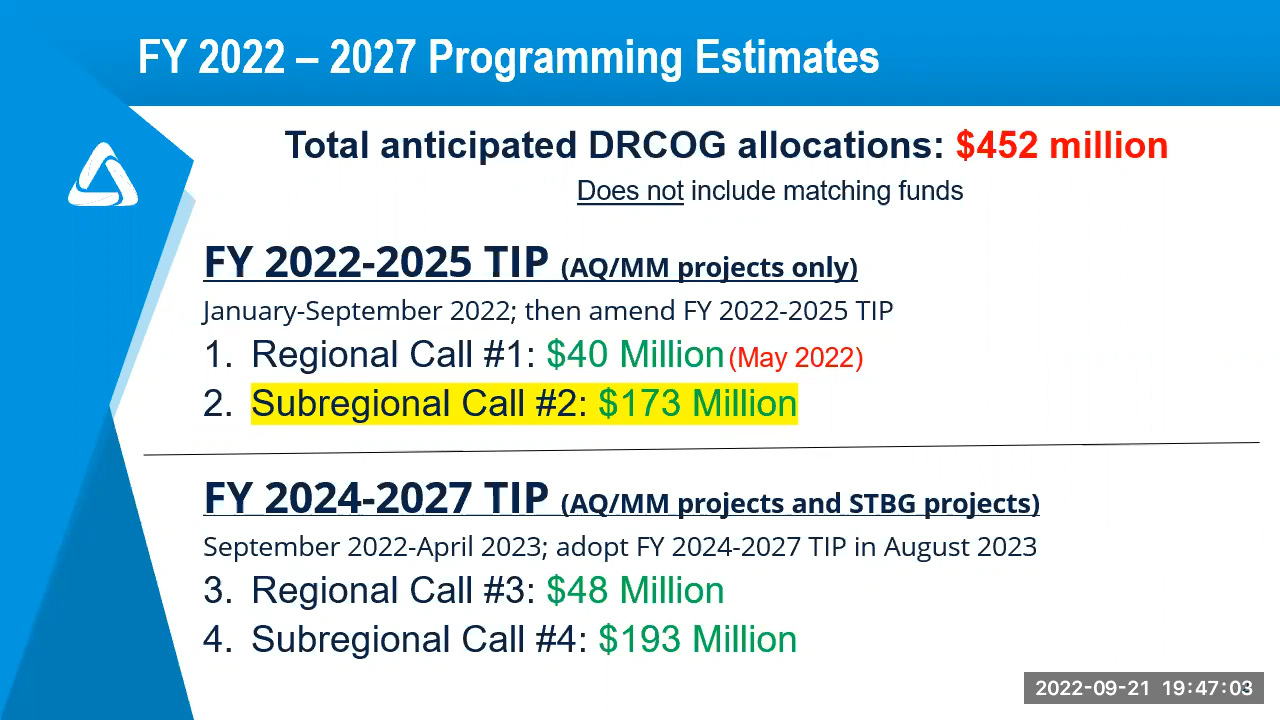 FY 2022 – 2027 Programming Estimates
Total anticipated DRCOG allocations: $452 million
Does not include matching funds
FY 2022-2025 TIP (AQ/MM projects only)
January-September 2022; then amend FY 2022-2025 TIP
1. Regional Call #1: $40 Million (May 2022)
2. Subregional Call #2: $173 Million
FY 2024-2027 TIP (AQ/MM projects and STBG projects)
September 2022-April 2023; adopt FY 2024-2027 TIP in August 2023
3. Regional Call #3: $48 Million
4. Subregional Call #4: $193 Million
2022-09-21 19:47:03